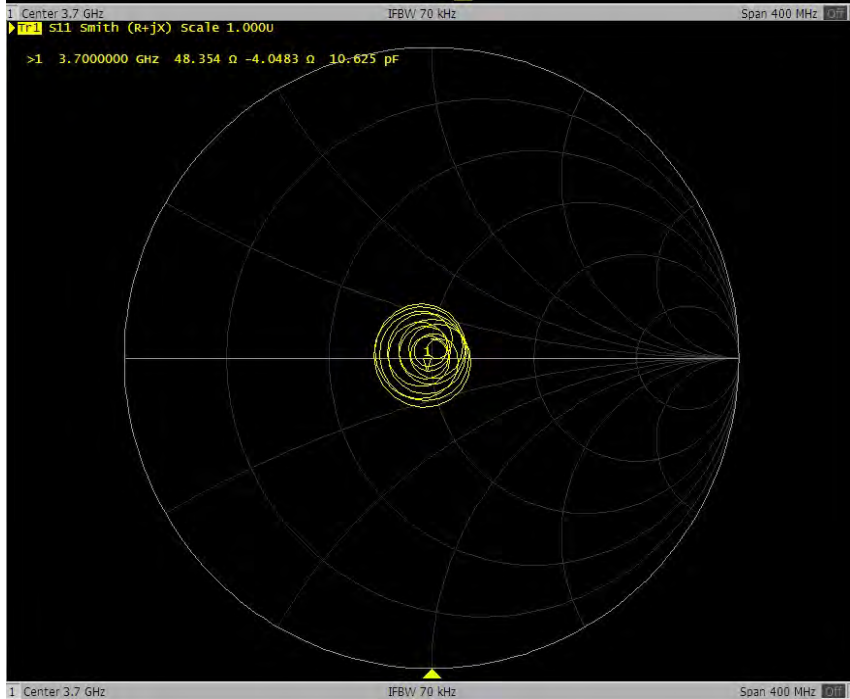 1 Center 3.7 GHz IFBW 70 kHz Span 400 MHz Off
Tr1 S11 Smith (R+jX) Scale 1.000U
>1 3.7000000 GHz 48.354 Ω -4.0483 Ω 10.625 pF
1
1 Center 3.7 GHz IFBW 70 kHz Span 400 MHz Off